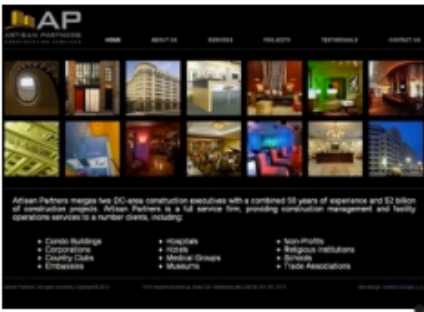 AP
ARTISAN PARTNERS
CONSTRUCTION SERVICES
HOME ABOUT US SERVICES PROJECTS TESTIMONIALS CONTACT US
Artisan Partners merges two DC-area construction executives with a combined 50 years of experience and $2 billion
of construction projects. Artisan Partners is a full service firm, providing construction management and facility
operations services to a number clients, including:
Condo Buildings Hospitals Non-Profits
Corporations Hotels Religious Institutions
Country Clubs Medical Groups Schools
Embassies Museums Trade Associations